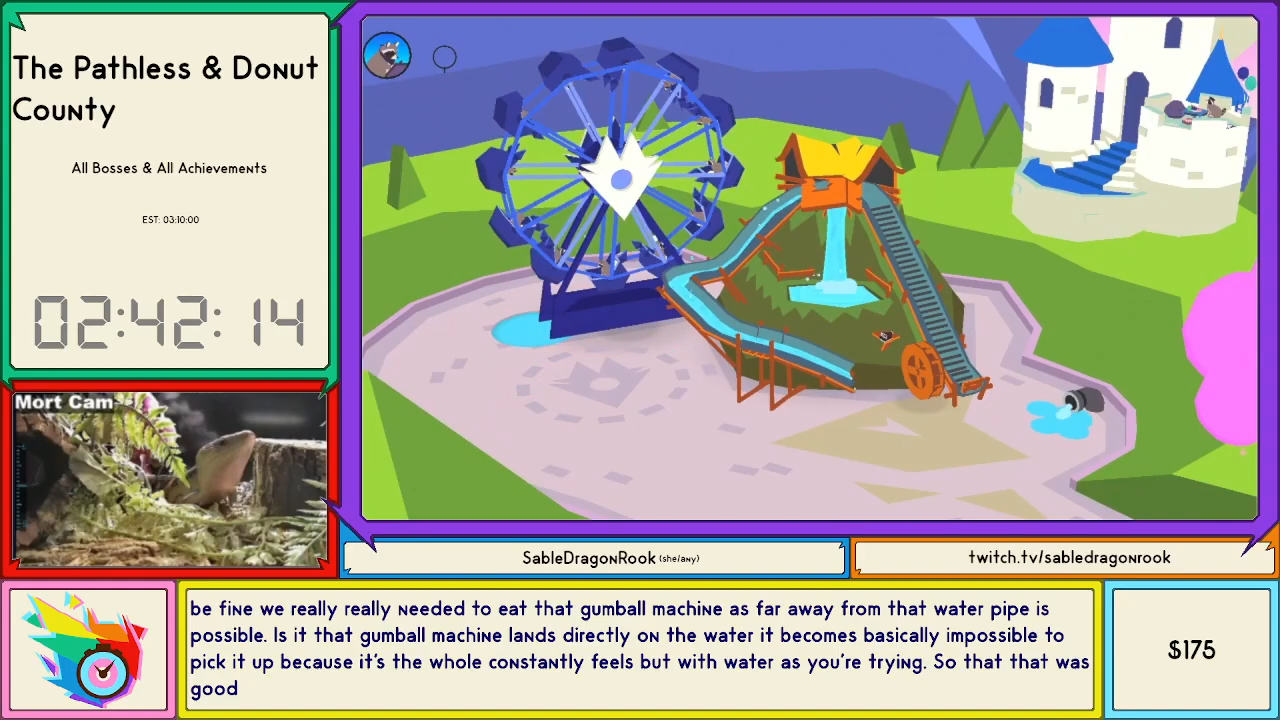 The Pathless & Donut
County
All Bosses & All Achievements
EST: 03:10:00
02:42:14
Mort Cam
SableDragonRook (she/any)
twitch.tv/sabledragonrook
be fine we really really needed to eat that gumball machine as far away from that water pipe is
possible. Is it that gumball machine lands directly on the water it becomes basically impossible to
pick it up because it's the whole constantly feels but with water as you're trying. So that that was
good
$175